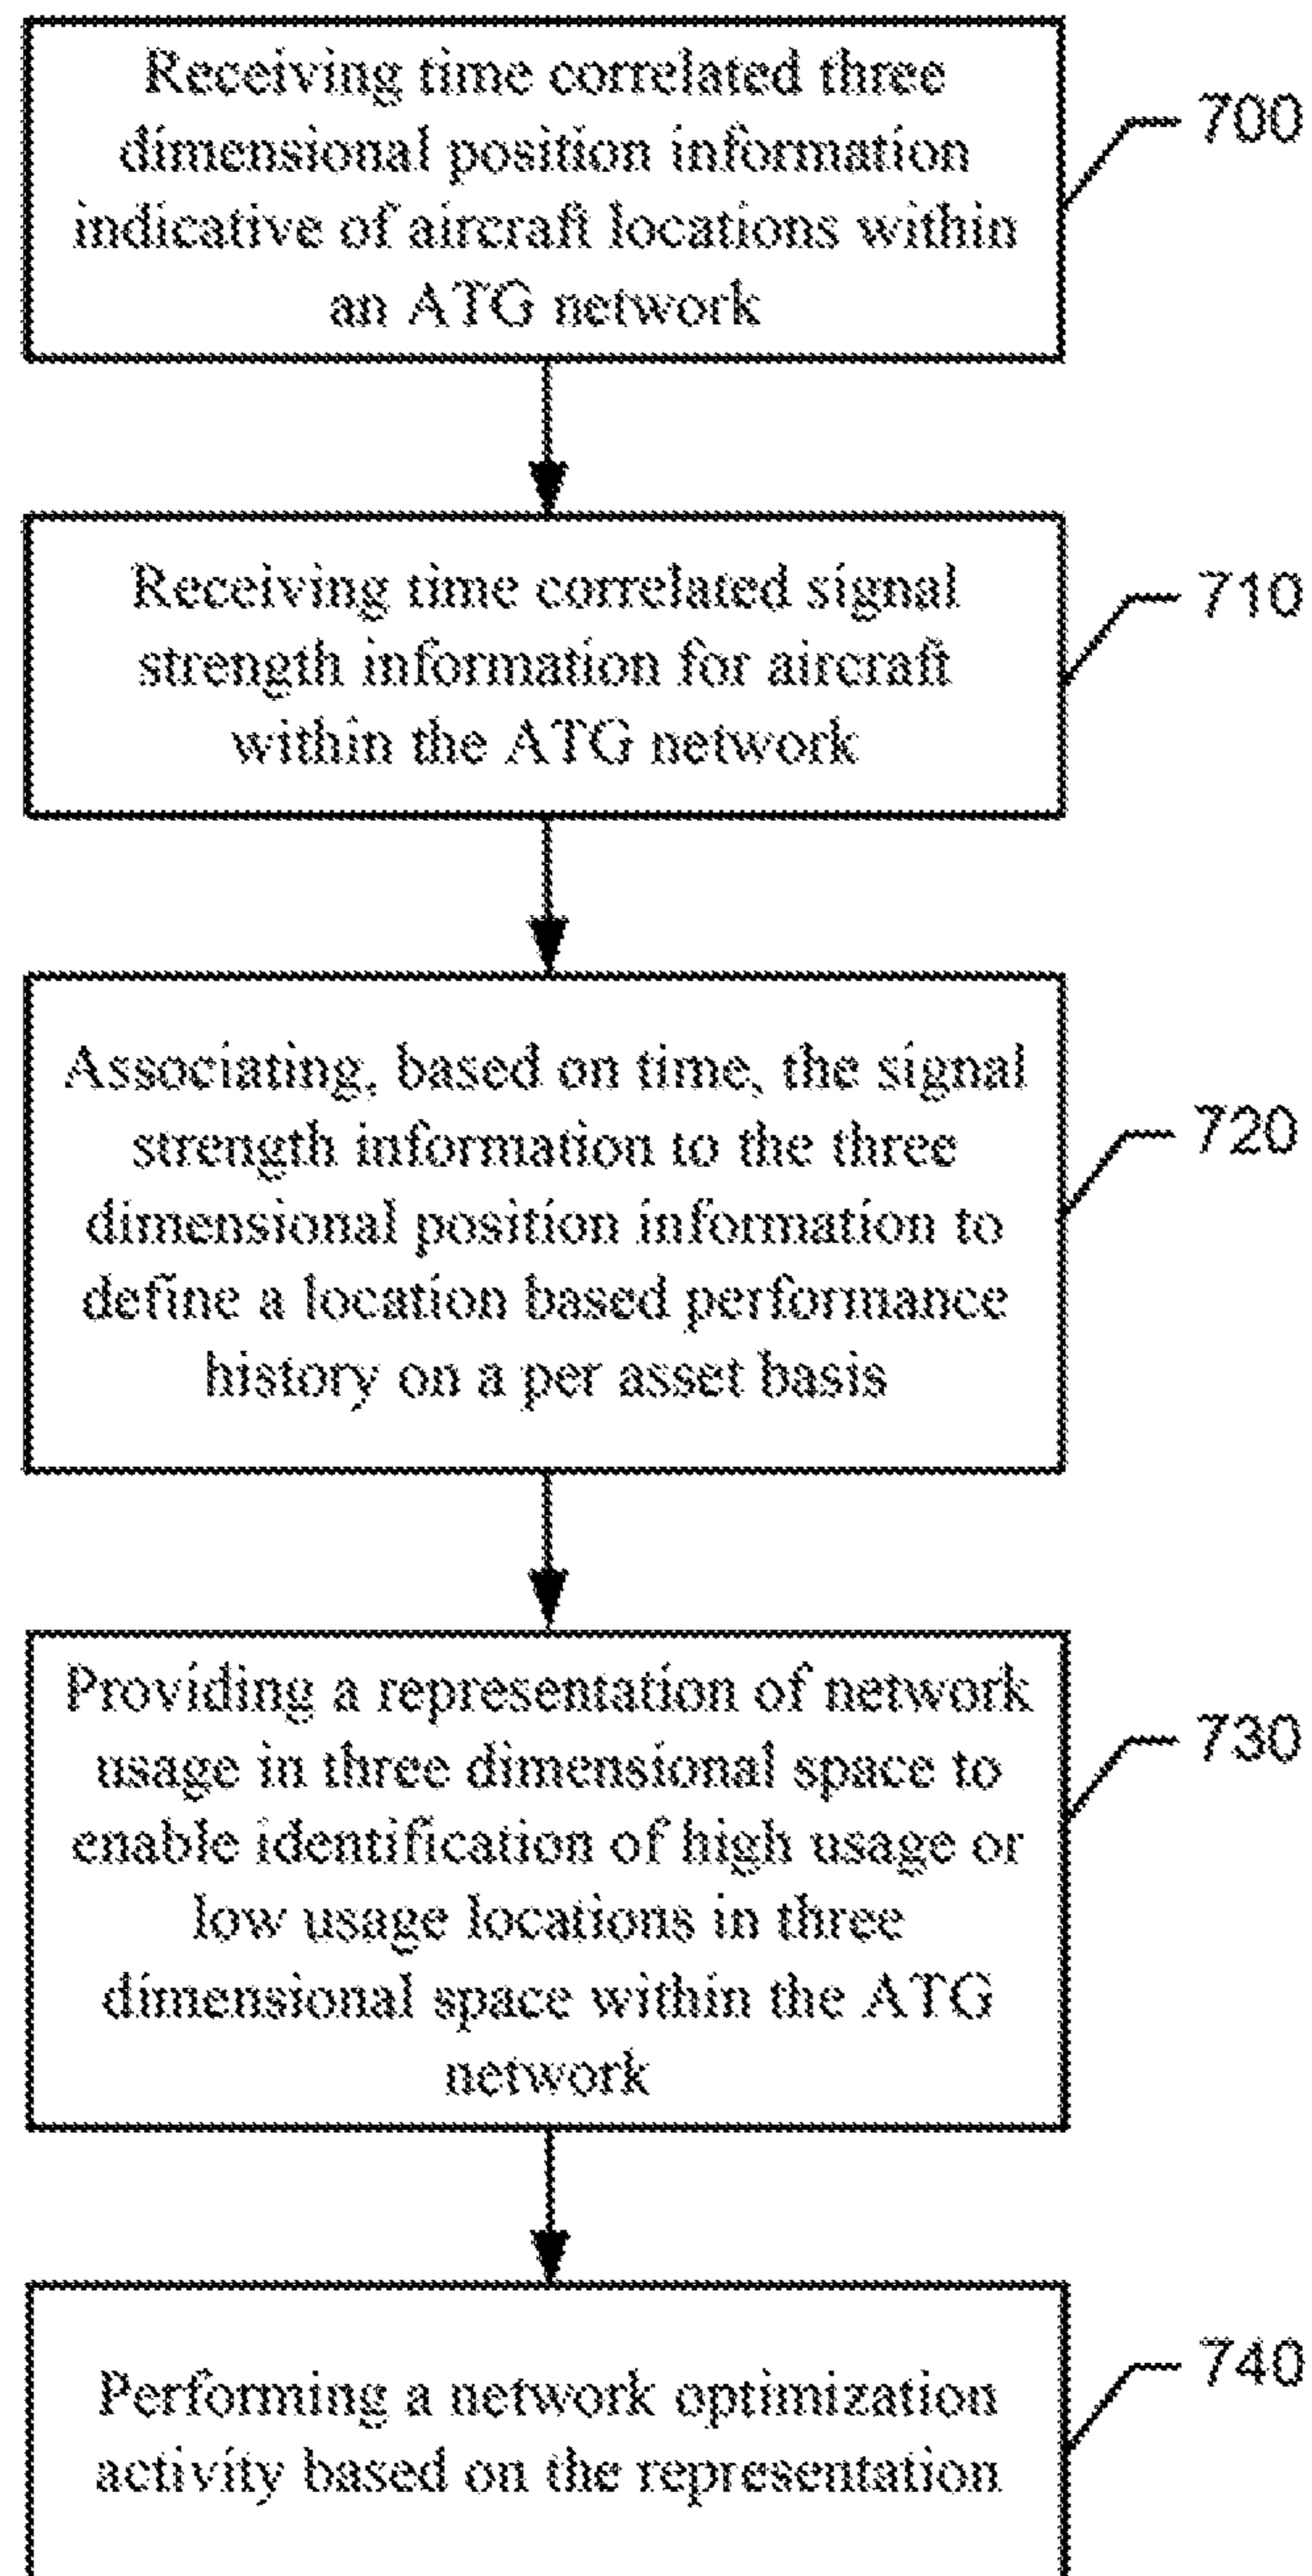 Receiving time correlated three
dimensional position information
indicative of aircraft locations within
an ATG network
700
Receiving time correlated signal
strength information for aircraft
within the ATG network
710
Associating, based on time, the signal
strength information to the three
dimensional position information to
define a location based performance
history on a per asset basis
720
Providing a representation of network
usage in three dimensional space to
enable identification of high usage or
low usage locations in three
dimensional space within the ATG
network
730
Performing a network optimization
activity based on the representation
740